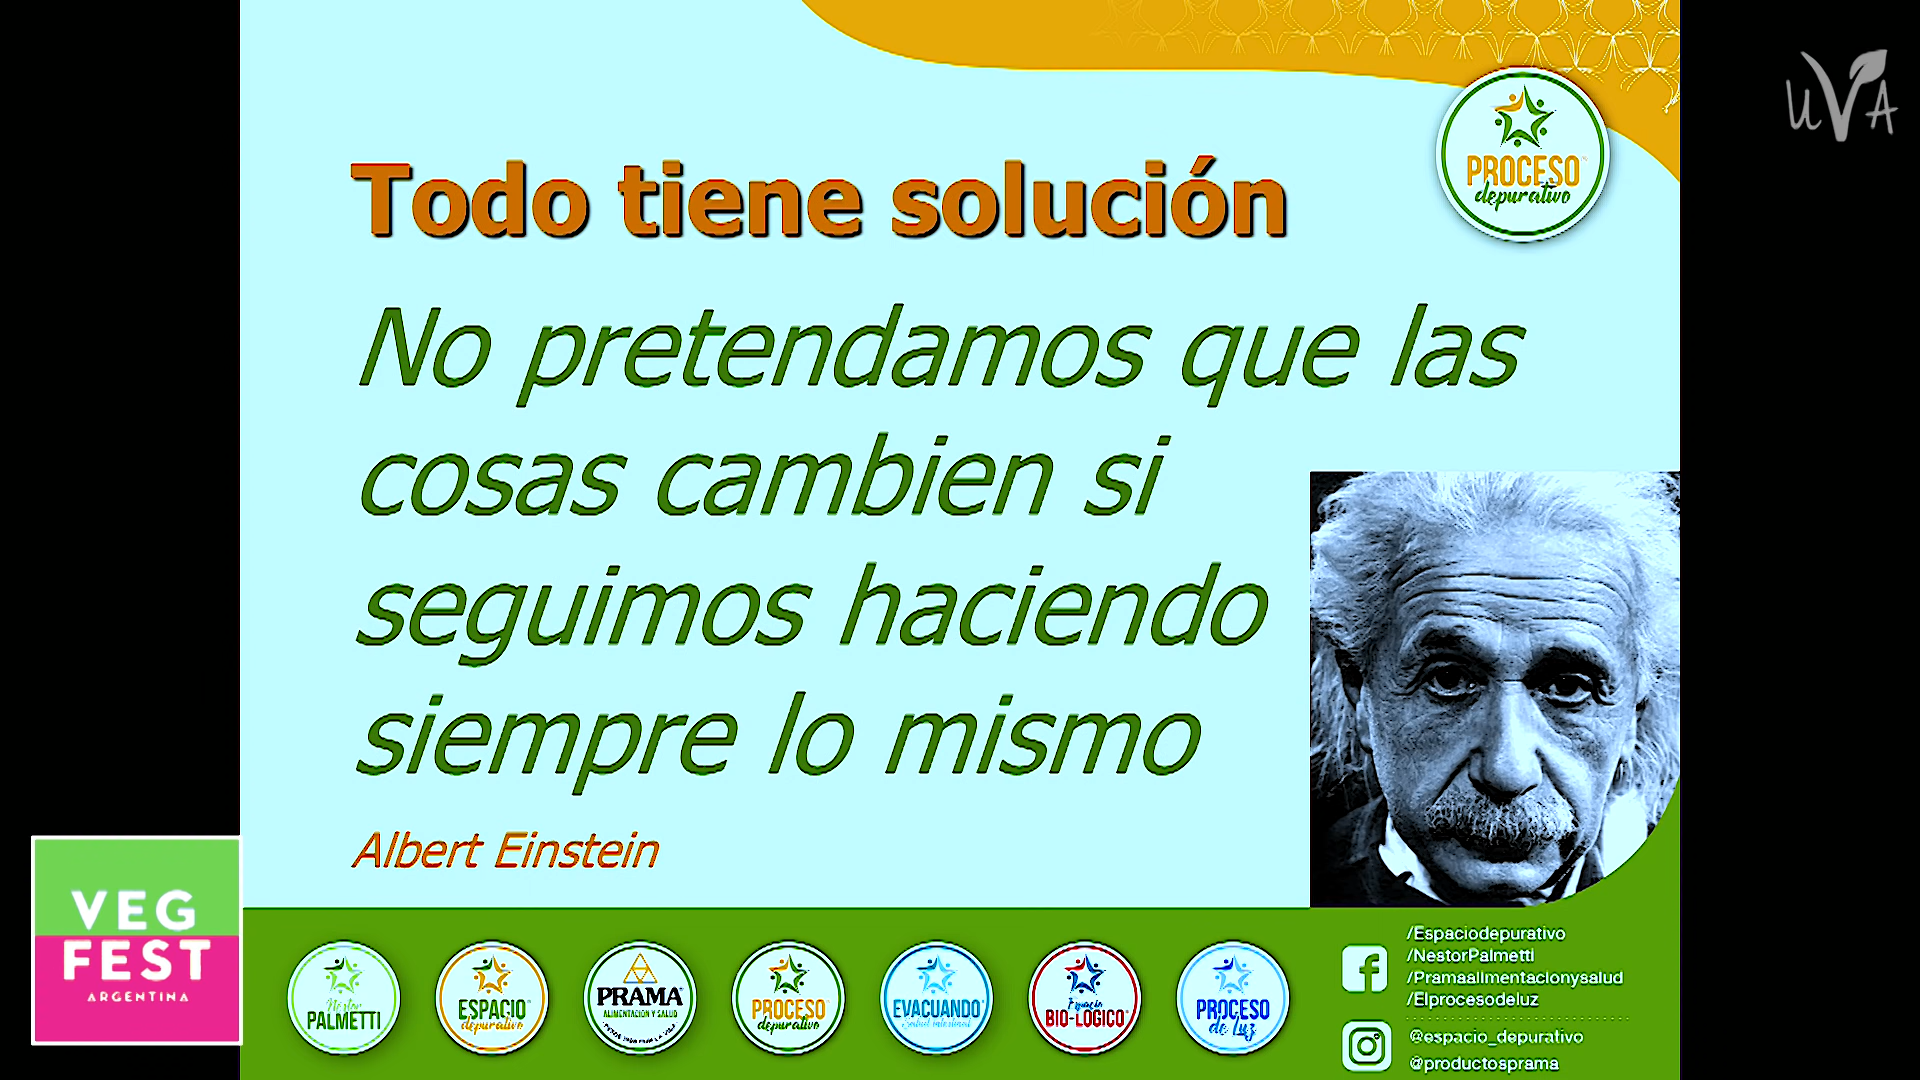 UVA
PROCESO
depurativo
Todo tiene solución
No pretendamos que las
cosas cambien si
seguimos haciendo
siempre lo mismo
Albert Einstein
VEG
FEST
ARGENTINA
Néstor
PALMETTI
ESPACIO
depurativo
PRAMA
ALIMENTACIÓN Y SALUD
PROCESO
depurativo
EVACUANDO
Espacio
BIO-LÓGICO
PROCESO
de Luz
/Espaciodepurativo
/NestorPalmetti
/Pramaalimentacionysalud
/Elprocesodeluz
@espacio_depurativo
@productosprama